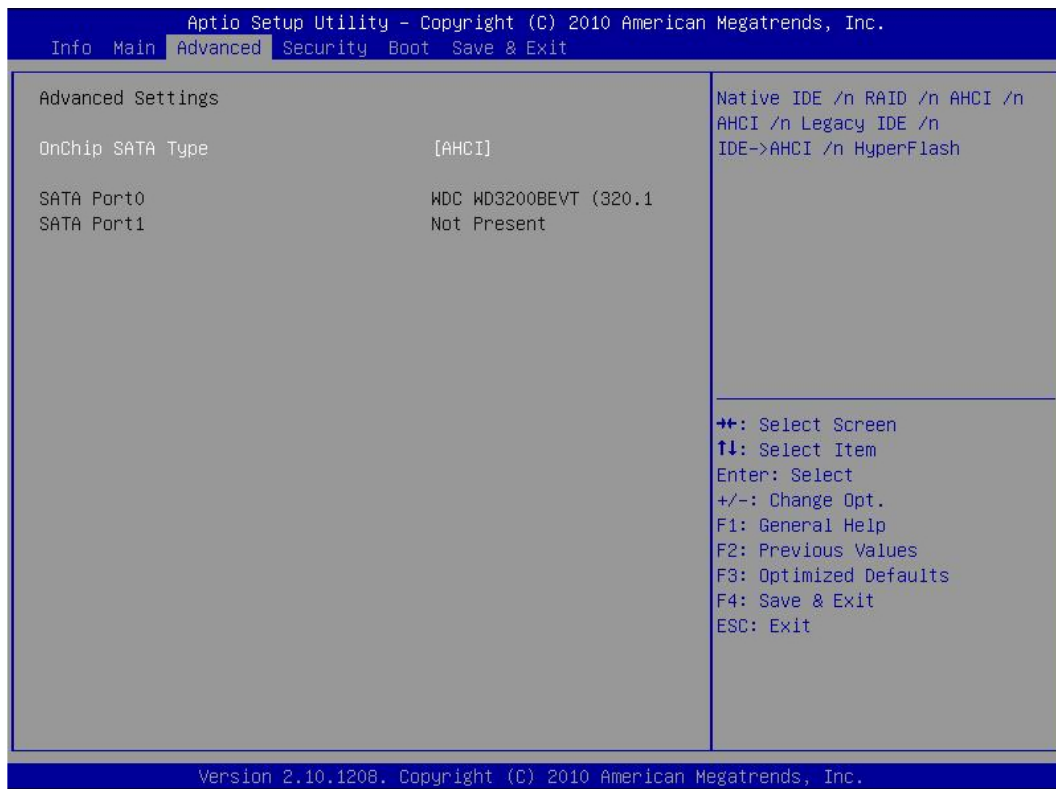 Aptio Setup Utility – Copyright (C) 2010 American Megatrends, Inc.
Info Main Advanced Security Boot Save & Exit
Advanced Settings
OnChip SATA Type [AHCI]
SATA Port0 WDC WD3200BEVT (320.1
SATA Port1 Not Present
Native IDE /n RAID /n AHCI /n
AHCI /n Legacy IDE /n
IDE->AHCI /n HyperFlash
→←: Select Screen
↑↓: Select Item
Enter: Select
+/-: Change Opt.
F1: General Help
F2: Previous Values
F3: Optimized Defaults
F4: Save & Exit
ESC: Exit
Version 2.10.1208. Copyright (C) 2010 American Megatrends, Inc.